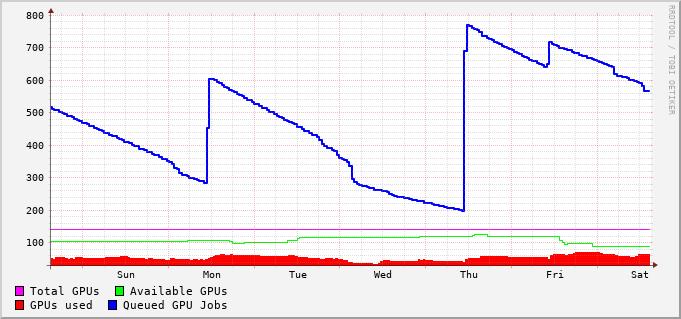 800
700
600
500
400
300
200
100
Sun Mon Tue Wed Thu Fri Sat
Total GPUs Available GPUs
GPUs used Queued GPU Jobs
RRDTOOL / TOBI OETIKER